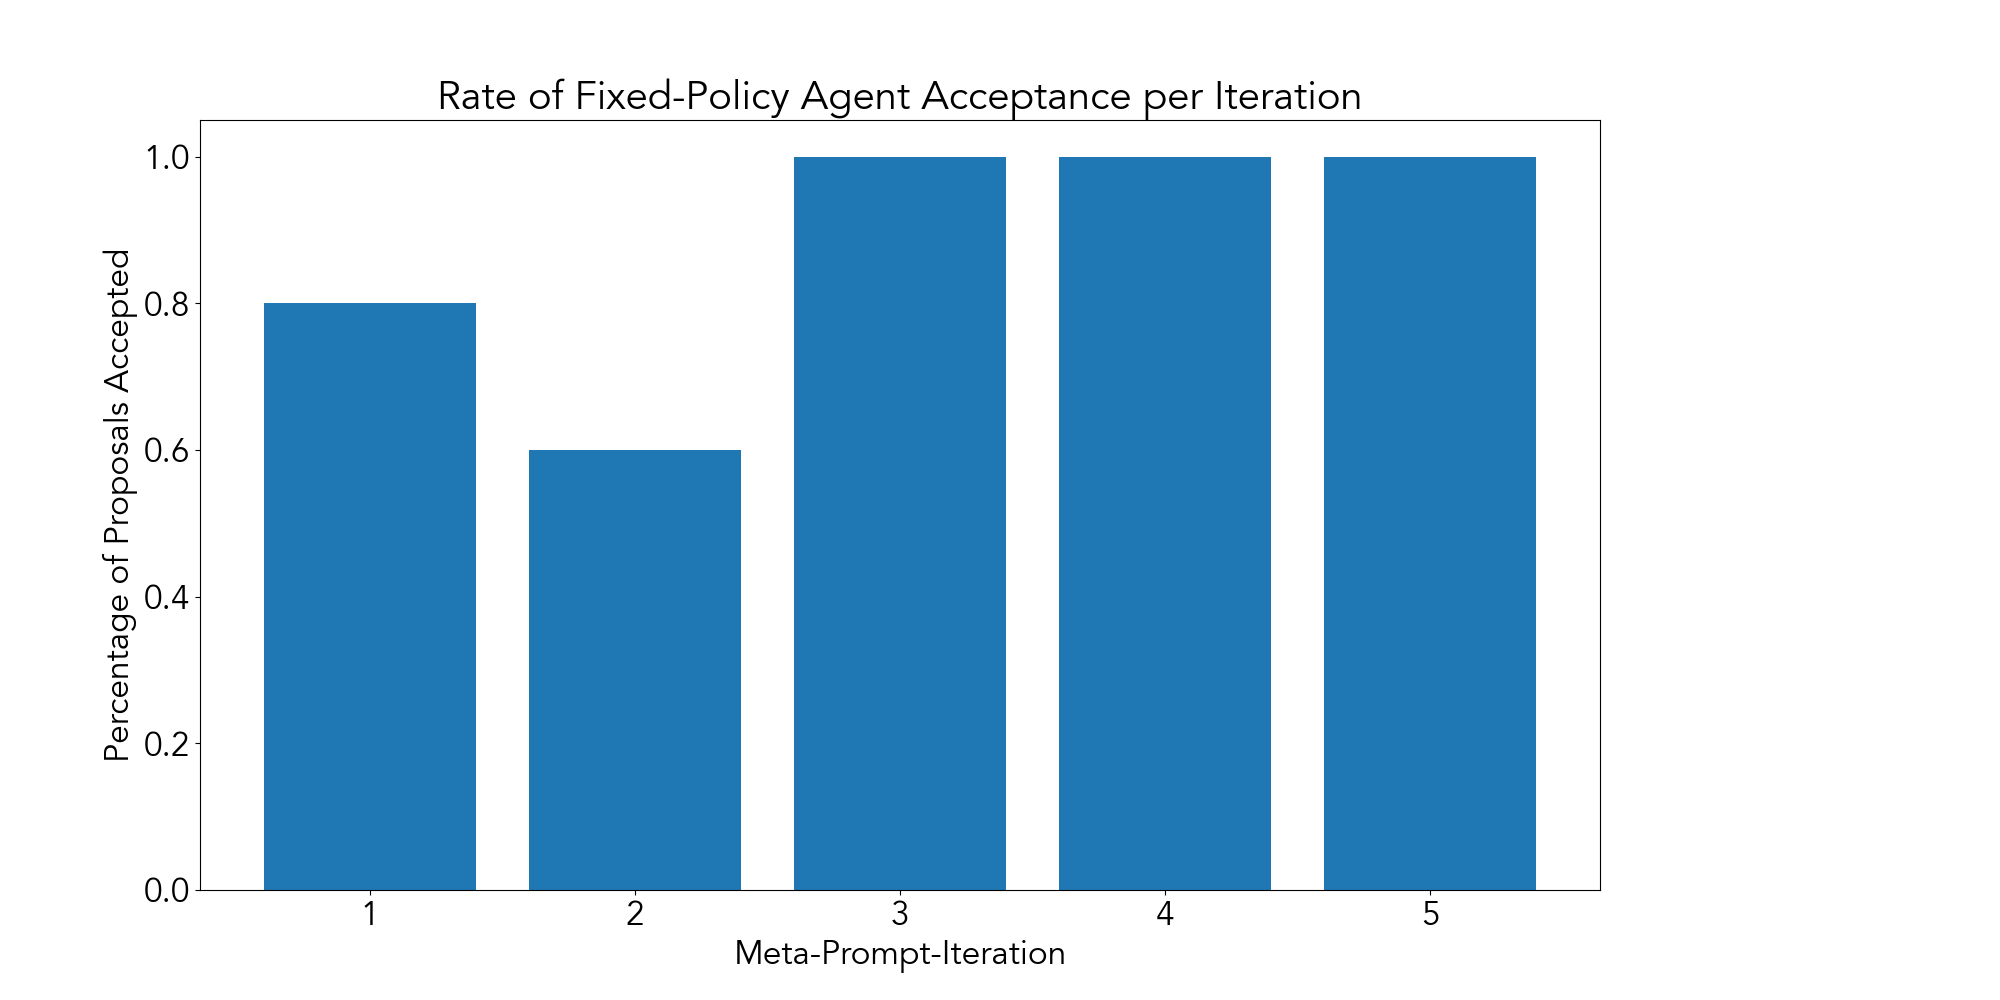 Rate of Fixed-Policy Agent Acceptance per Iteration
Percentage of Proposals Accepted
1.0
0.8
0.6
0.4
0.2
0.0
1 2 3 4 5
Meta-Prompt-Iteration